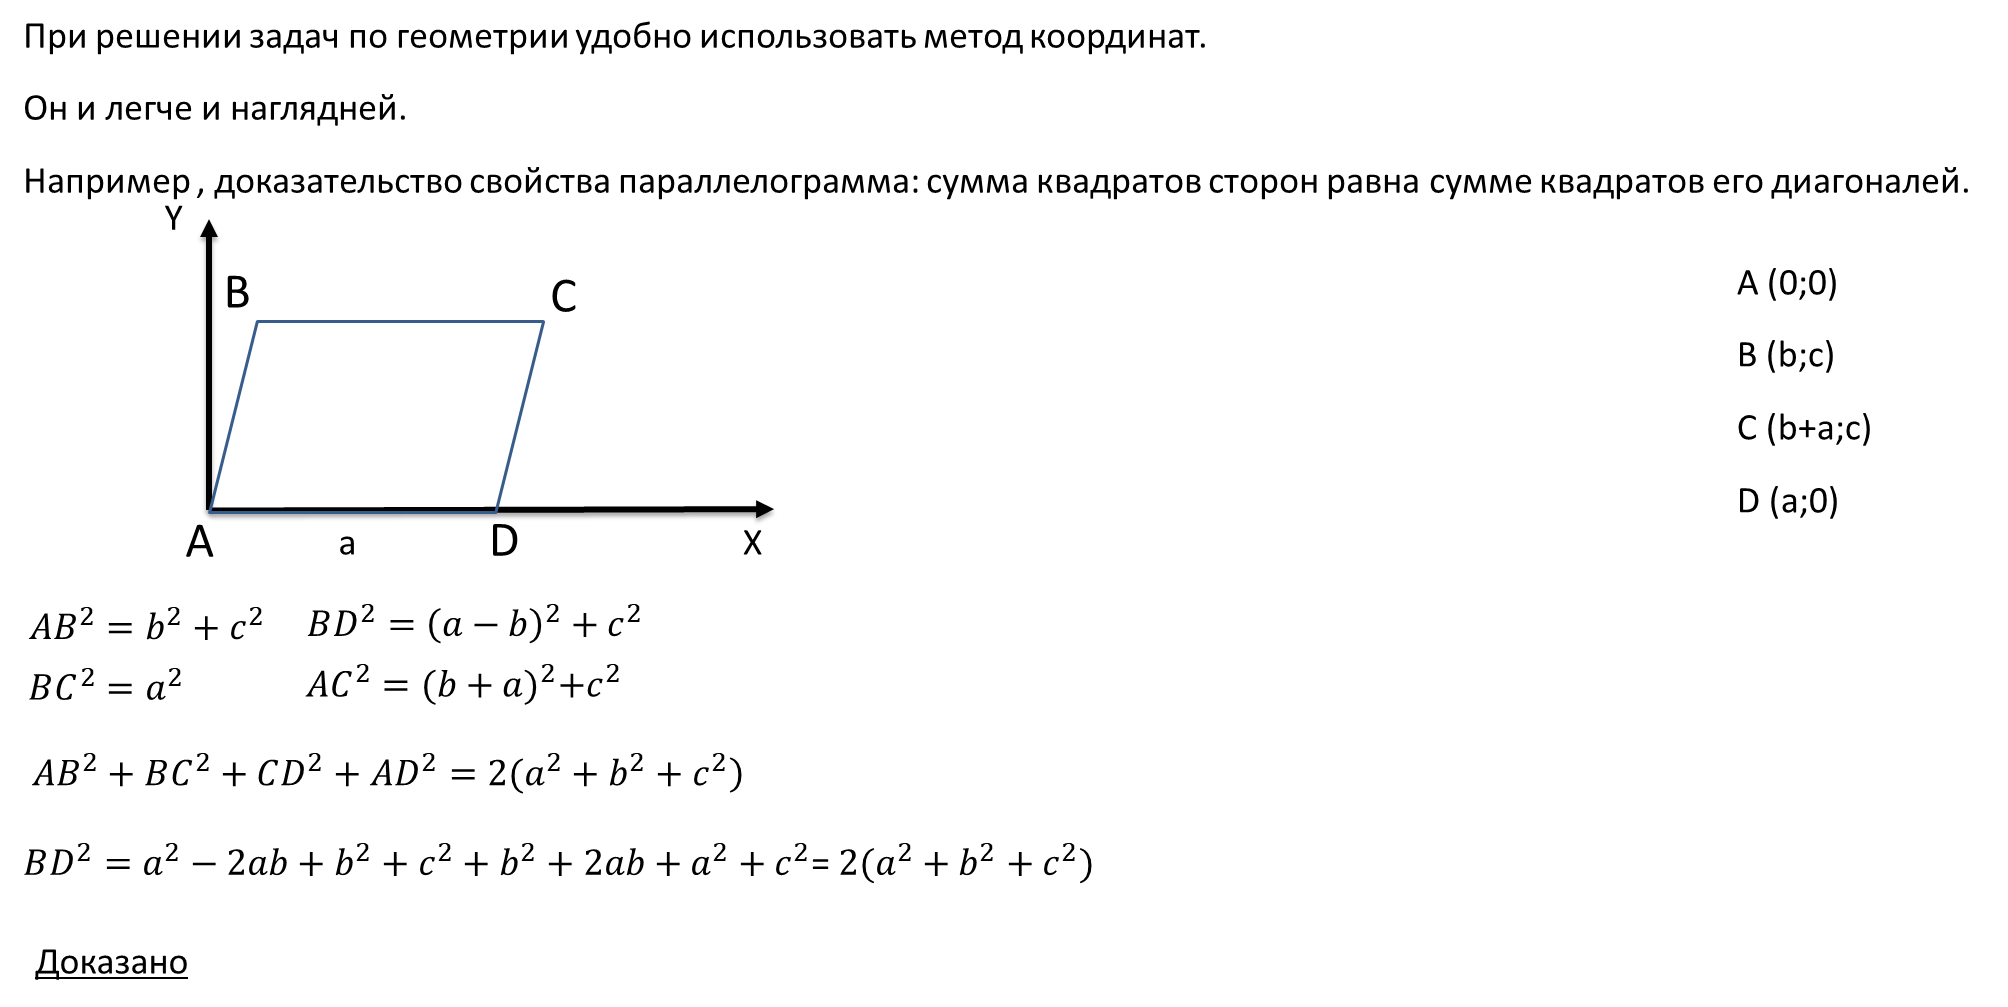 При решении задач по геометрии удобно использовать метод координат.
Он и легче и наглядней.
Например , доказательство свойства параллелограмма: сумма квадратов сторон равна сумме квадратов его диагоналей.
Y
B
C
A
a
D
X
A (0;0)
B (b;c)
C (b+a;c)
D (a;0)
AB² = b² + c² BD² = (a − b)² + c²
BC² = a² AC² = (b + a)²+c²
AB² + BC² + CD² + AD² = 2(a² + b² + c²)
BD² = a² − 2ab + b² + c² + b² + 2ab + a² + c²= 2(a² + b² + c²)
Доказано